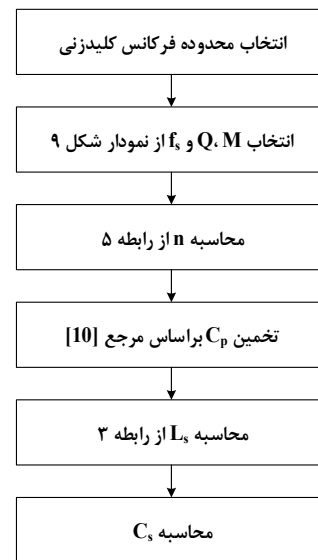 انتخاب محدوده فرکانس کلیدزنی
انتخاب Q، M و fs از نمودار شکل ۹
محاسبه n از رابطه ۵
تخمین Cp براساس مرجع [10]
محاسبه Ls از رابطه ۳
محاسبه Cs